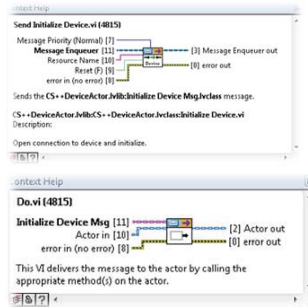 ontext Help
Send Initialize Device.vi (4815)
Message Priority (Normal) [7]
Message Enqueuer [11]
[3] Message Enqueuer out
Resource Name [10]
Reset (F) [9]
[0] error out
error in (no error) [8]
Device
Sends the CS++DeviceActor.lvlib:Initialize Device Msg.lvclass message.
CS++DeviceActor.lvlib:CS++DeviceActor.lvclass:Initialize Device.vi
Description:
Open connection to device and initialize.
ontext Help
Do.vi (4815)
Initialize Device Msg [11]
[2] Actor out
Actor in [10]
[0] error out
error in (no error) [8]
This VI delivers the message to the actor by calling the
appropriate method(s) on the actor.